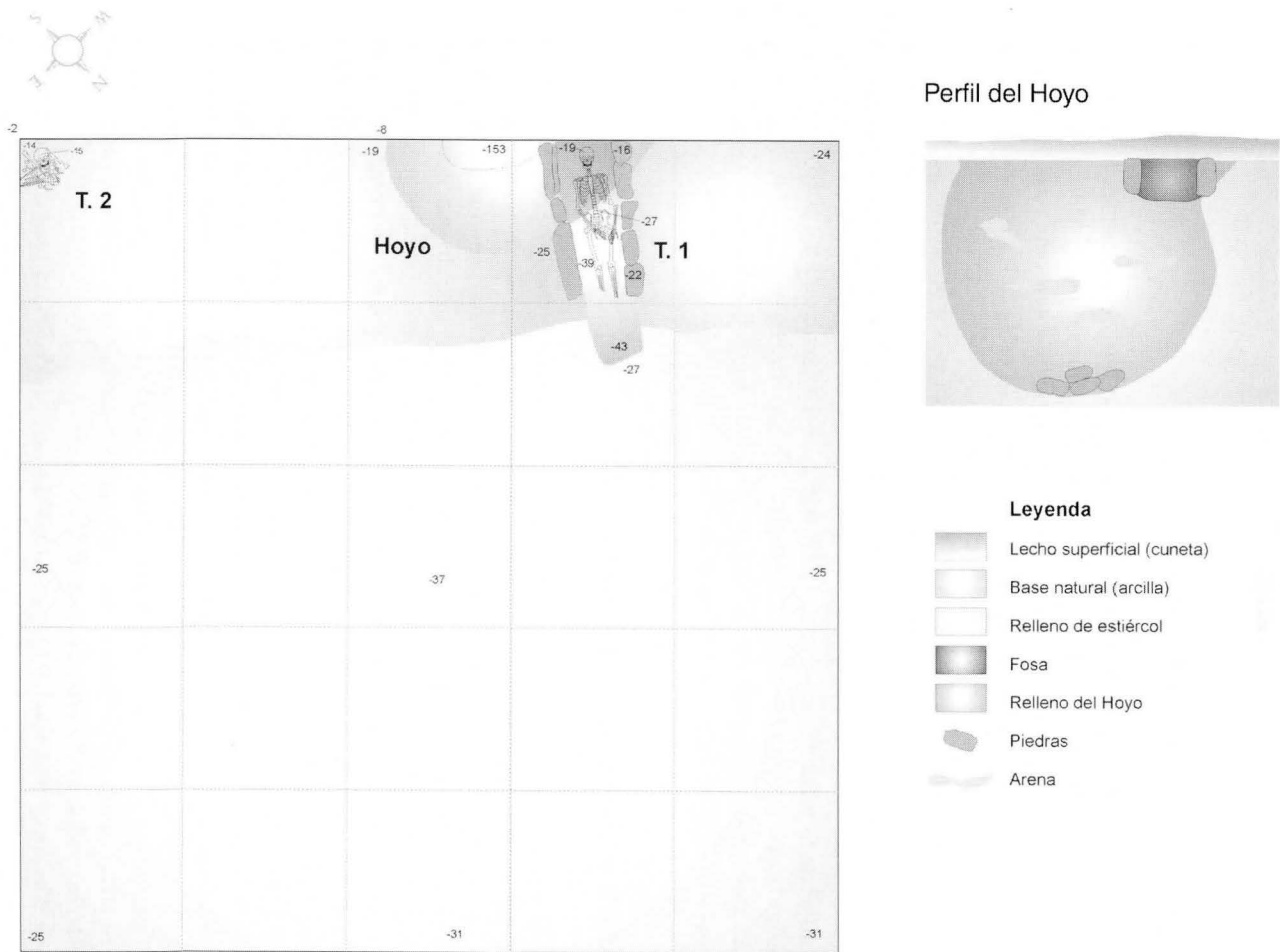 S
W
E
N
Perfil del Hoyo
-2
-8
-14
-15
-19
-153
-19
-16
-24
T. 2
Hoyo
-25
-39
-27
T. 1
-22
-43
-27
Leyenda
Lecho superficial (cuneta)
Base natural (arcilla)
Relleno de estiércol
Fosa
Relleno del Hoyo
Piedras
Arena
-25
-37
-25
-25
-31
-31